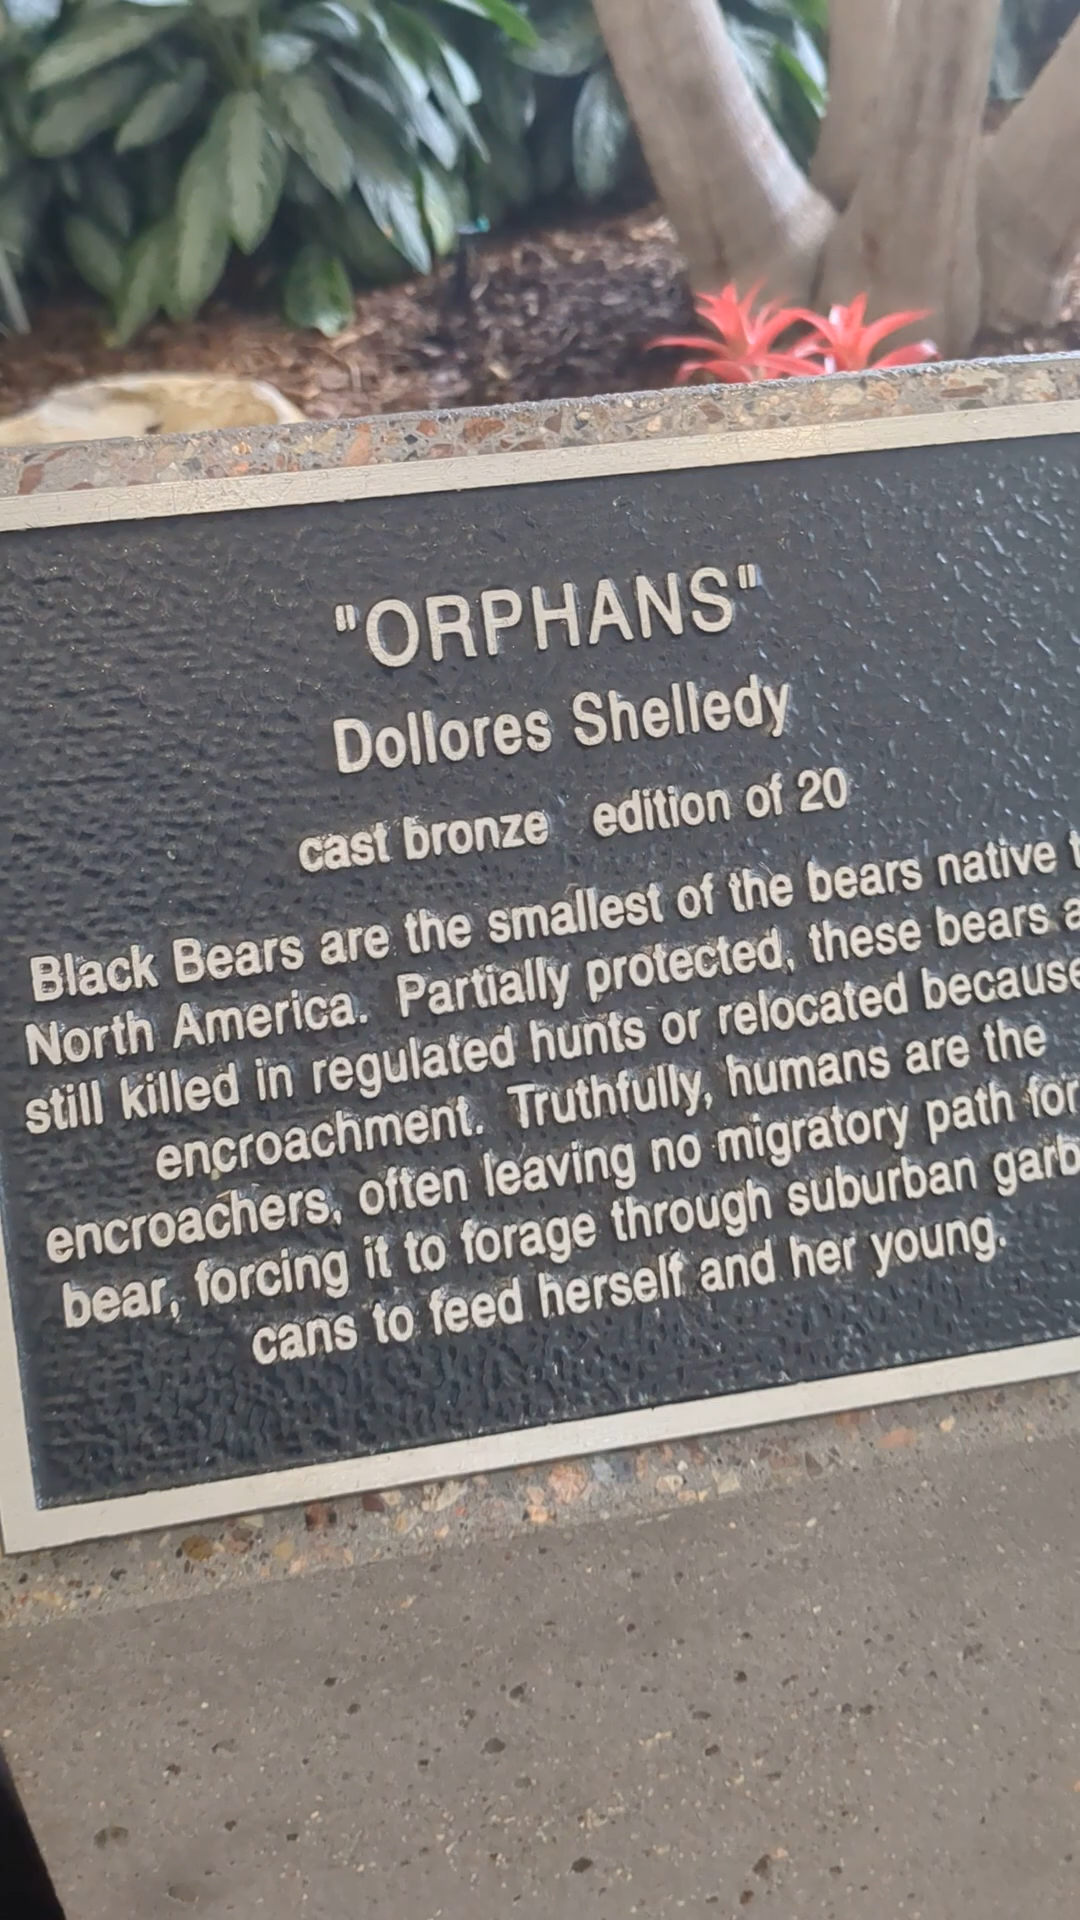 "ORPHANS"
Dollores Shelledy
cast bronze edition of 20
Black Bears are the smallest of the bears native
North America. Partially protected, these bears
still killed in regulated hunts or relocated because
encroachment. Truthfully, humans are the
encroachers, often leaving no migratory path for
bear, forcing it to forage through suburban
cans to feed herself and her young.